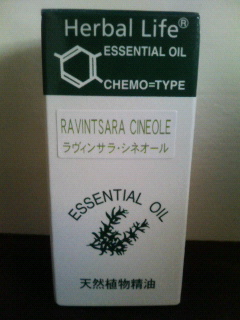 Herbal Life®
ESSENTIAL OIL
CHEMO=TYPE
RAVINTSARA CINEOLE
ラヴィンサラ・シネオール
ESSENTIAL OIL
天然植物精油